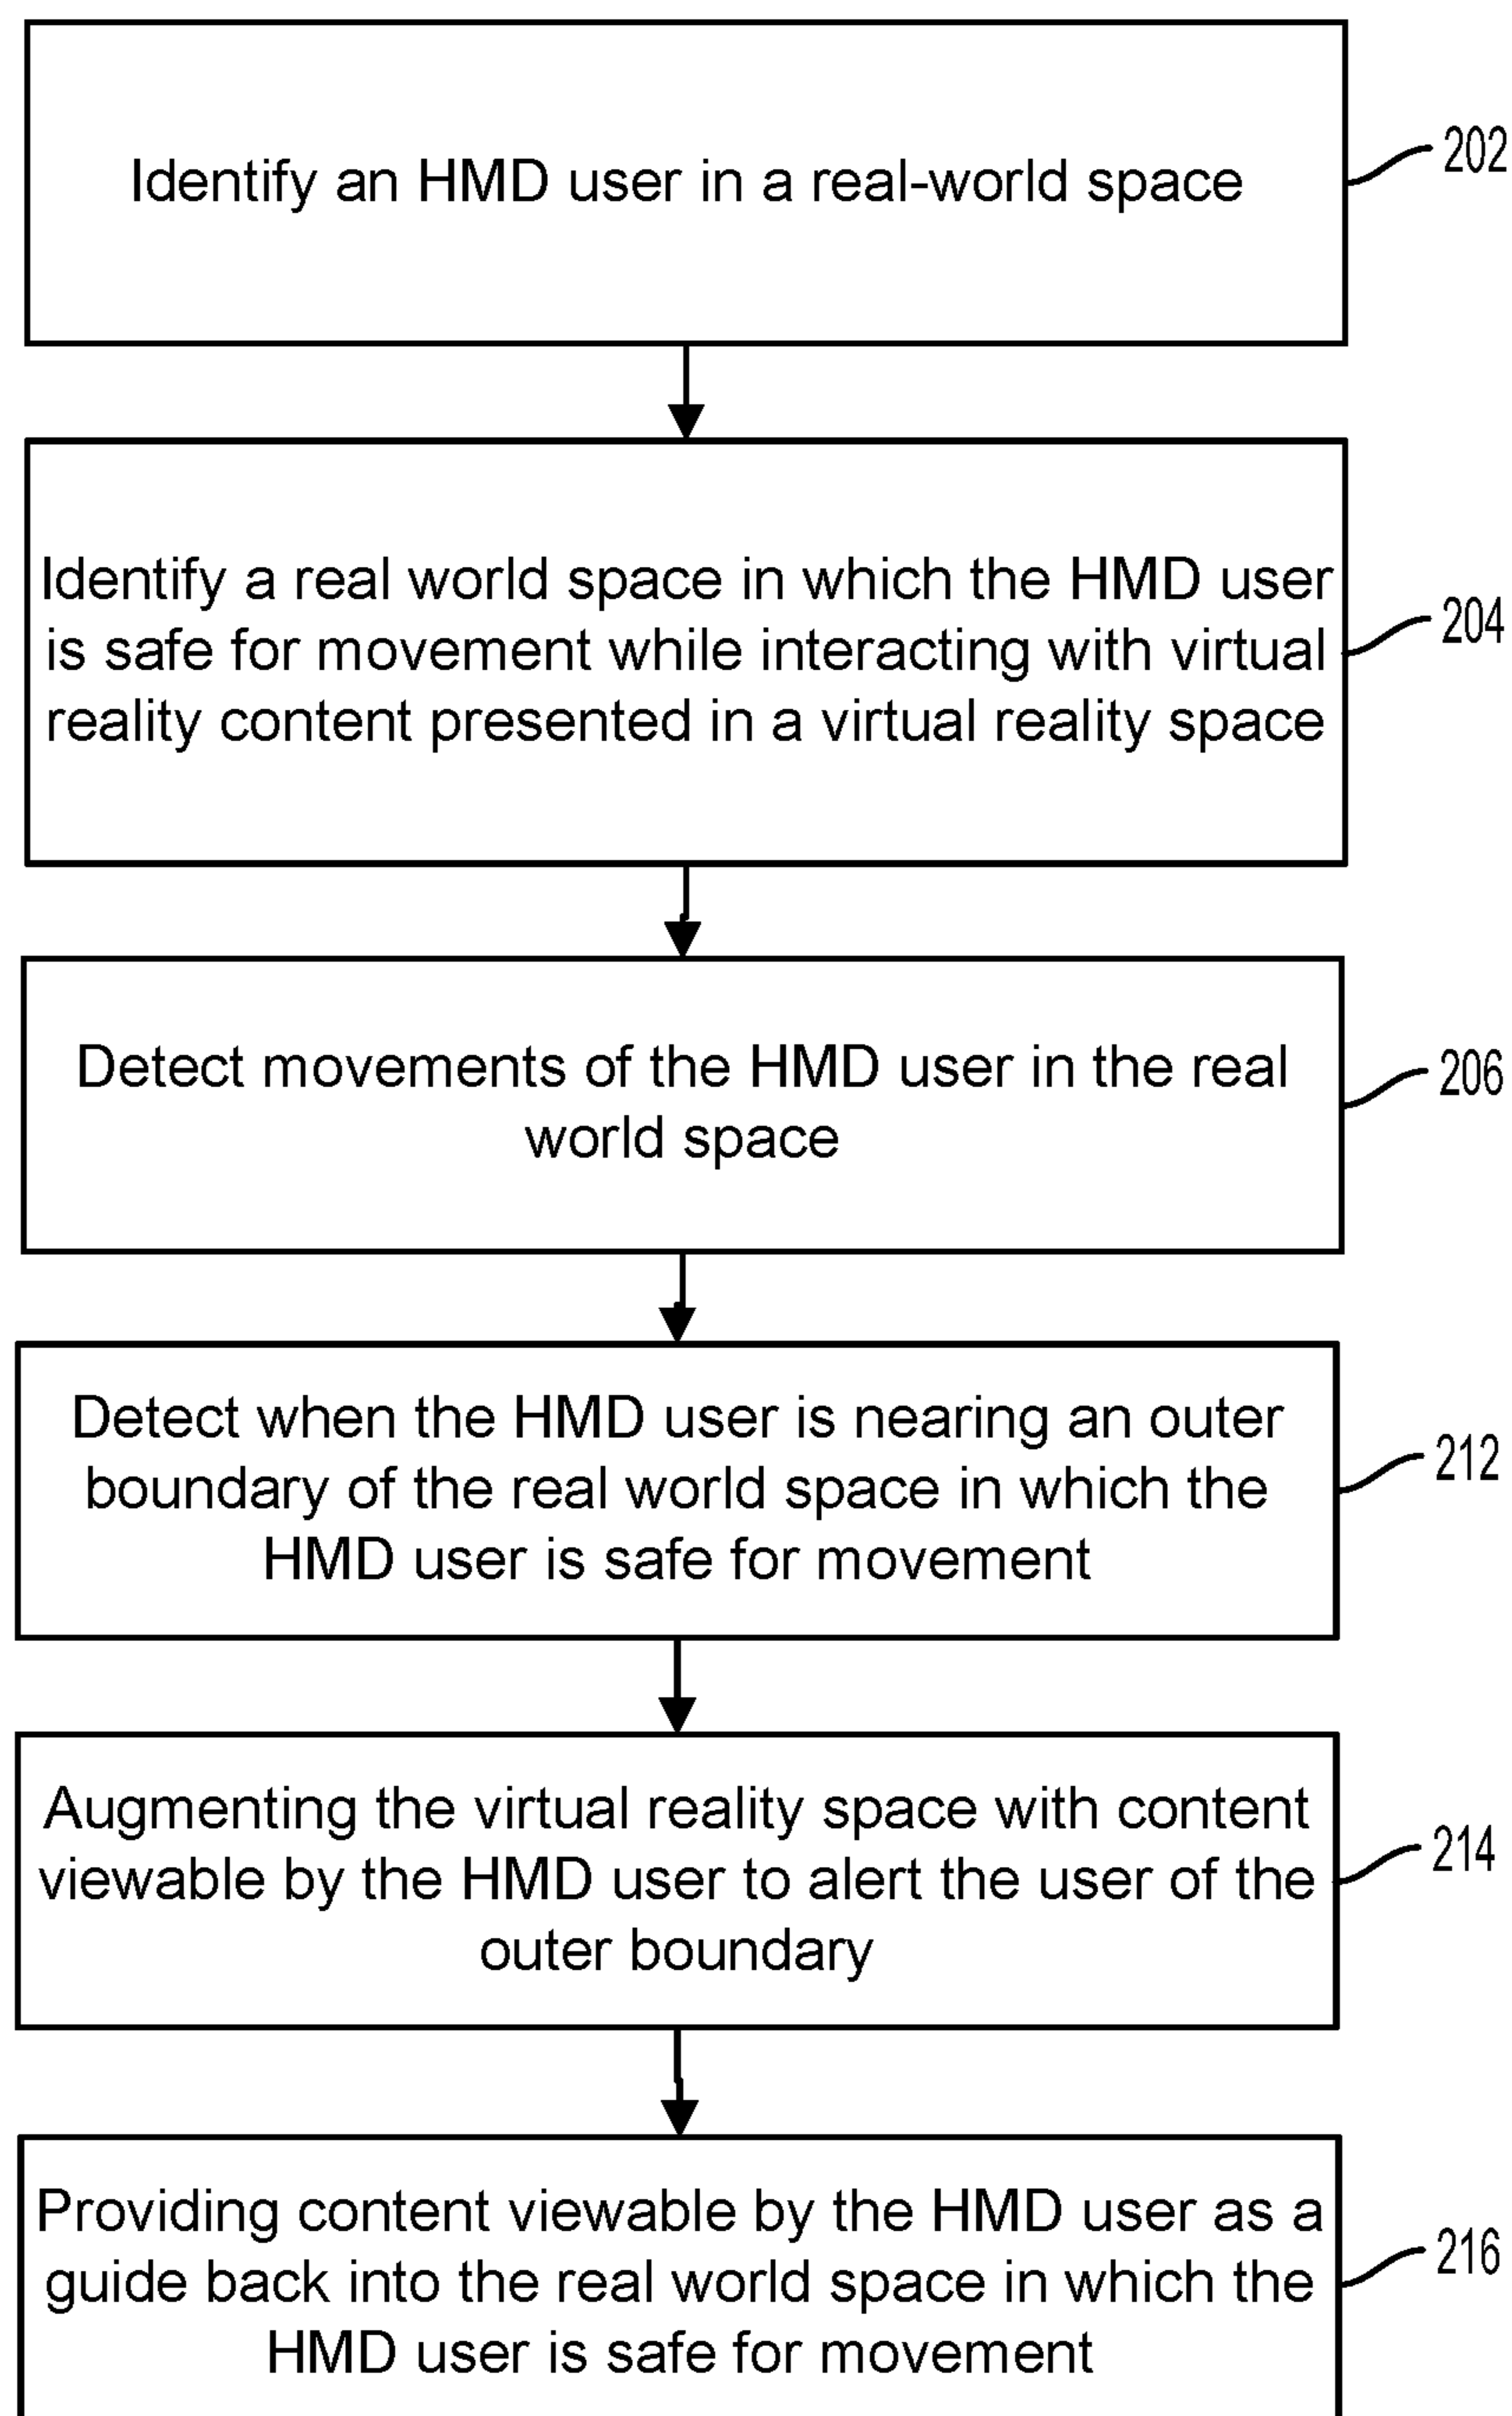 Identify an HMD user in a real-world space
202
Identify a real world space in which the HMD user
is safe for movement while interacting with virtual
reality content presented in a virtual reality space
204
Detect movements of the HMD user in the real
world space
206
Detect when the HMD user is nearing an outer
boundary of the real world space in which the
HMD user is safe for movement
212
Augmenting the virtual reality space with content
viewable by the HMD user to alert the user of the
outer boundary
214
Providing content viewable by the HMD user as a
guide back into the real world space in which the
HMD user is safe for movement
216